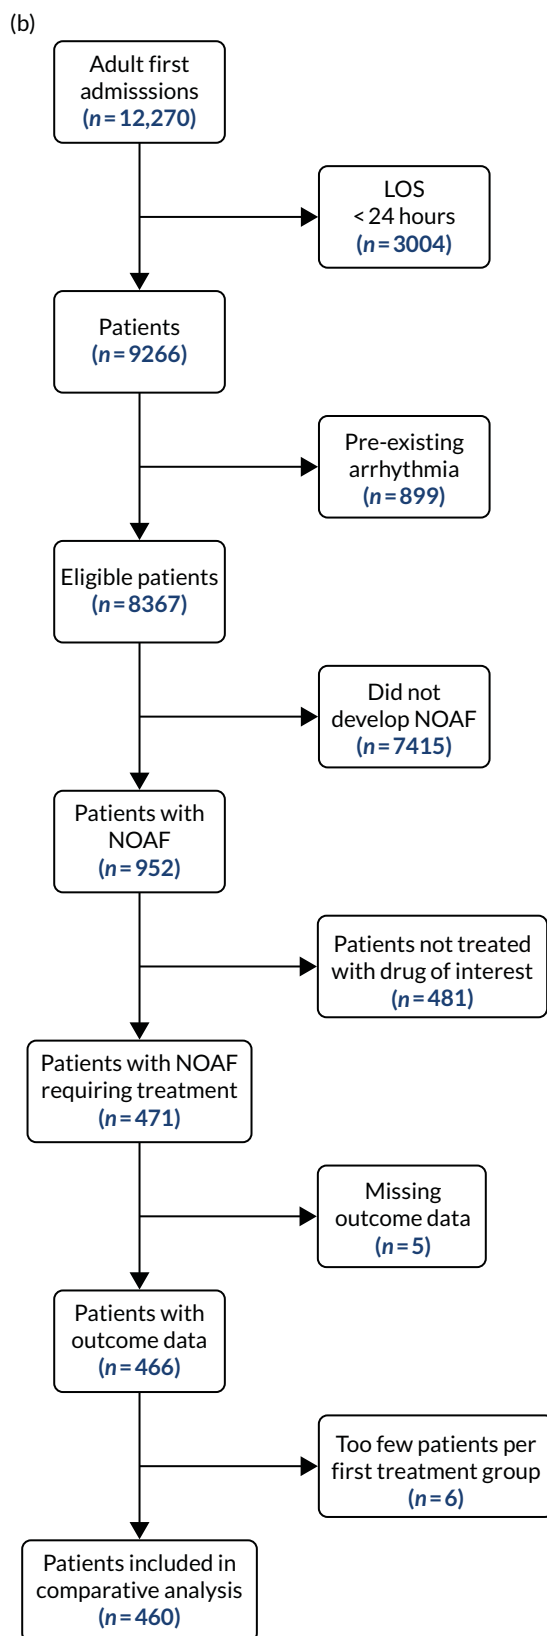 (b)
Adult first
admisssions
(n = 12,270)
LOS
< 24 hours
(n = 3004)
Patients
(n = 9266)
Pre-existing
arrhythmia
(n = 899)
Eligible patients
(n = 8367)
Did not
develop NOAF
(n = 7415)
Patients with
NOAF
(n = 952)
Patients not treated
with drug of interest
(n = 481)
Patients with NOAF
requiring treatment
(n = 471)
Missing
outcome data
(n = 5)
Patients with
outcome data
(n = 466)
Too few patients per
first treatment group
(n = 6)
Patients included in
comparative analysis
(n = 460)